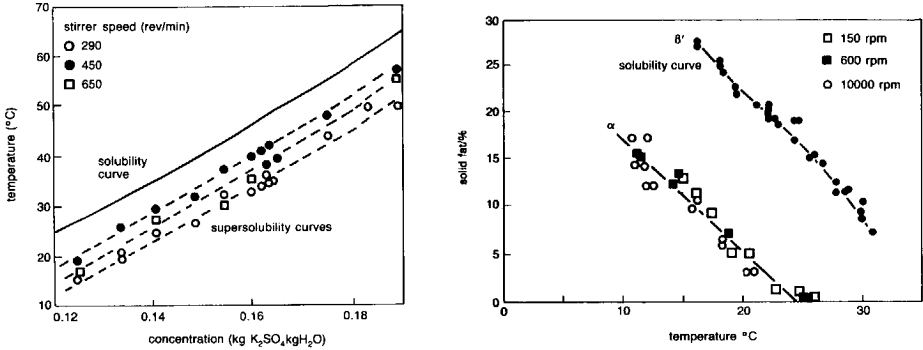 stirrer speed (rev/min)
290
450
650
solubility
curve
supersolubility curves
temperature (°C)
70
60
50
40
30
20
10
0.12
0.14
0.16
0.18
concentration (kg K₂SO₄kgH₂O)
β'
solubility curve
150 rpm
600 rpm
10000 rpm
α
solid fat/%
30
25
20
15
10
5
0
0
10
20
30
temperature °C